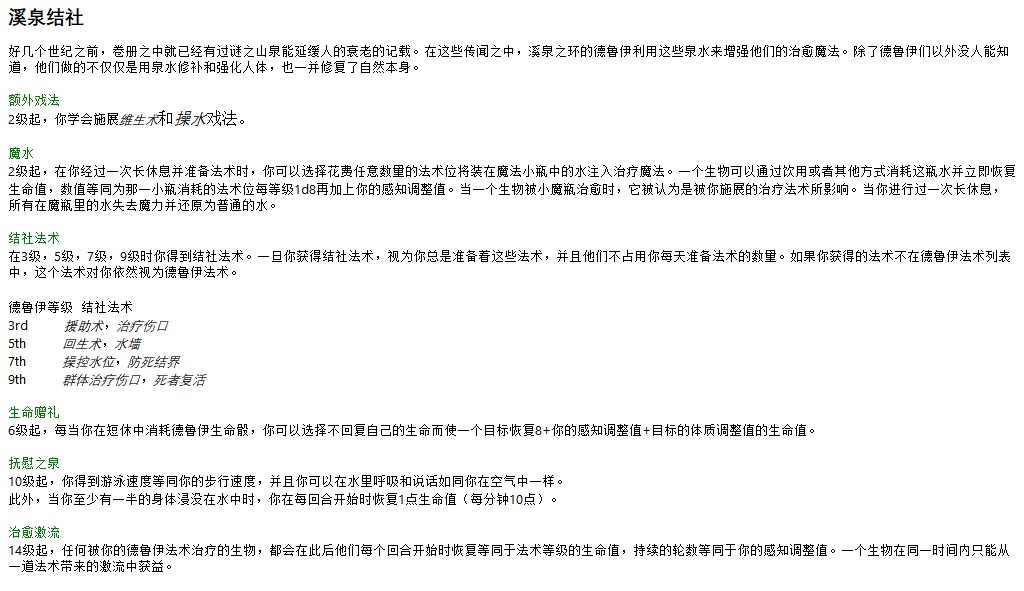 溪泉结社
好几个世纪之前，卷册之中就已经有过谜之山泉能延缓人的衰老的记载。在这些传闻之中，溪泉之环的德鲁伊利用这些泉水来增强他们的治愈魔法。除了德鲁伊们以外没人能知
道，他们做的不仅仅是用泉水修补和强化人体，也一并修复了自然本身。
额外戏法
2级起，你学会施展维生术和操水戏法。
魔水
2级起，在你经过一次长休息并准备法术时，你可以选择花费任意数量的法术位将装在魔法小瓶中的水注入治疗魔法。一个生物可以通过饮用或者其他方式消耗这瓶水并立即恢复
生命值，数值等同为那一小瓶消耗的法术位每等级1d8再加上你的感知调整值。当一个生物被小魔瓶治愈时，它被认为是被你施展的治疗法术所影响。当你进行过一次长休息，
所有在魔瓶里的水失去魔力并还原为普通的水。
结社法术
在3级，5级，7级，9级时你得到结社法术。一旦你获得结社法术，视为你总是准备着这些法术，并且他们不占用你每天准备法术的数量。如果你获得的法术不在德鲁伊法术列表
中，这个法术对你依然视为德鲁伊法术。
德鲁伊等级 结社法术
3rd 援助术，治疗伤口
5th 回生术，水墙
7th 操控水位，防死结界
9th 群体治疗伤口，死者复活
生命赠礼
6级起，每当你在短休中消耗德鲁伊生命骰，你可以选择不回复自己的生命而使一个目标恢复8+你的感知调整值+目标的体质调整值的生命值。
抚慰之泉
10级起，你得到游泳速度等同你的步行速度，并且你可以在水里呼吸和说话如同你在空气中一样。
此外，当你至少有一半的身体浸没在水中时，你在每回合开始时恢复1点生命值（每分钟10点）。
治愈激流
14级起，任何被你的德鲁伊法术治疗的生物，都会在此后他们每个回合开始时恢复等同于法术等级的生命值，持续的轮数等同于你的感知调整值。一个生物在同一时间内只能从
一道法术带来的激流中获益。